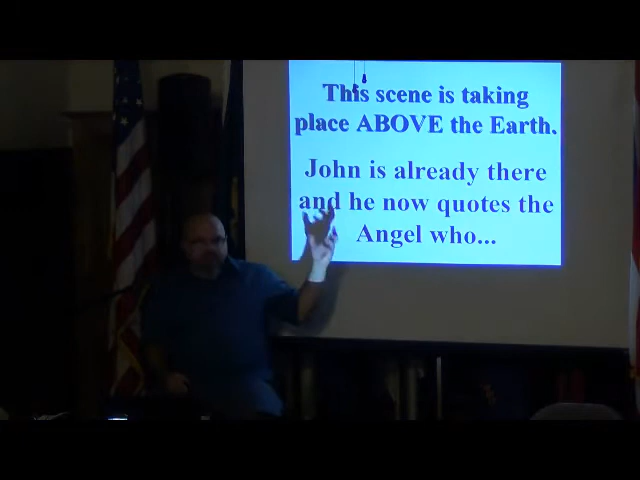 This scene is taking
place ABOVE the Earth.
John is already there
and he now quotes the
Angel who...